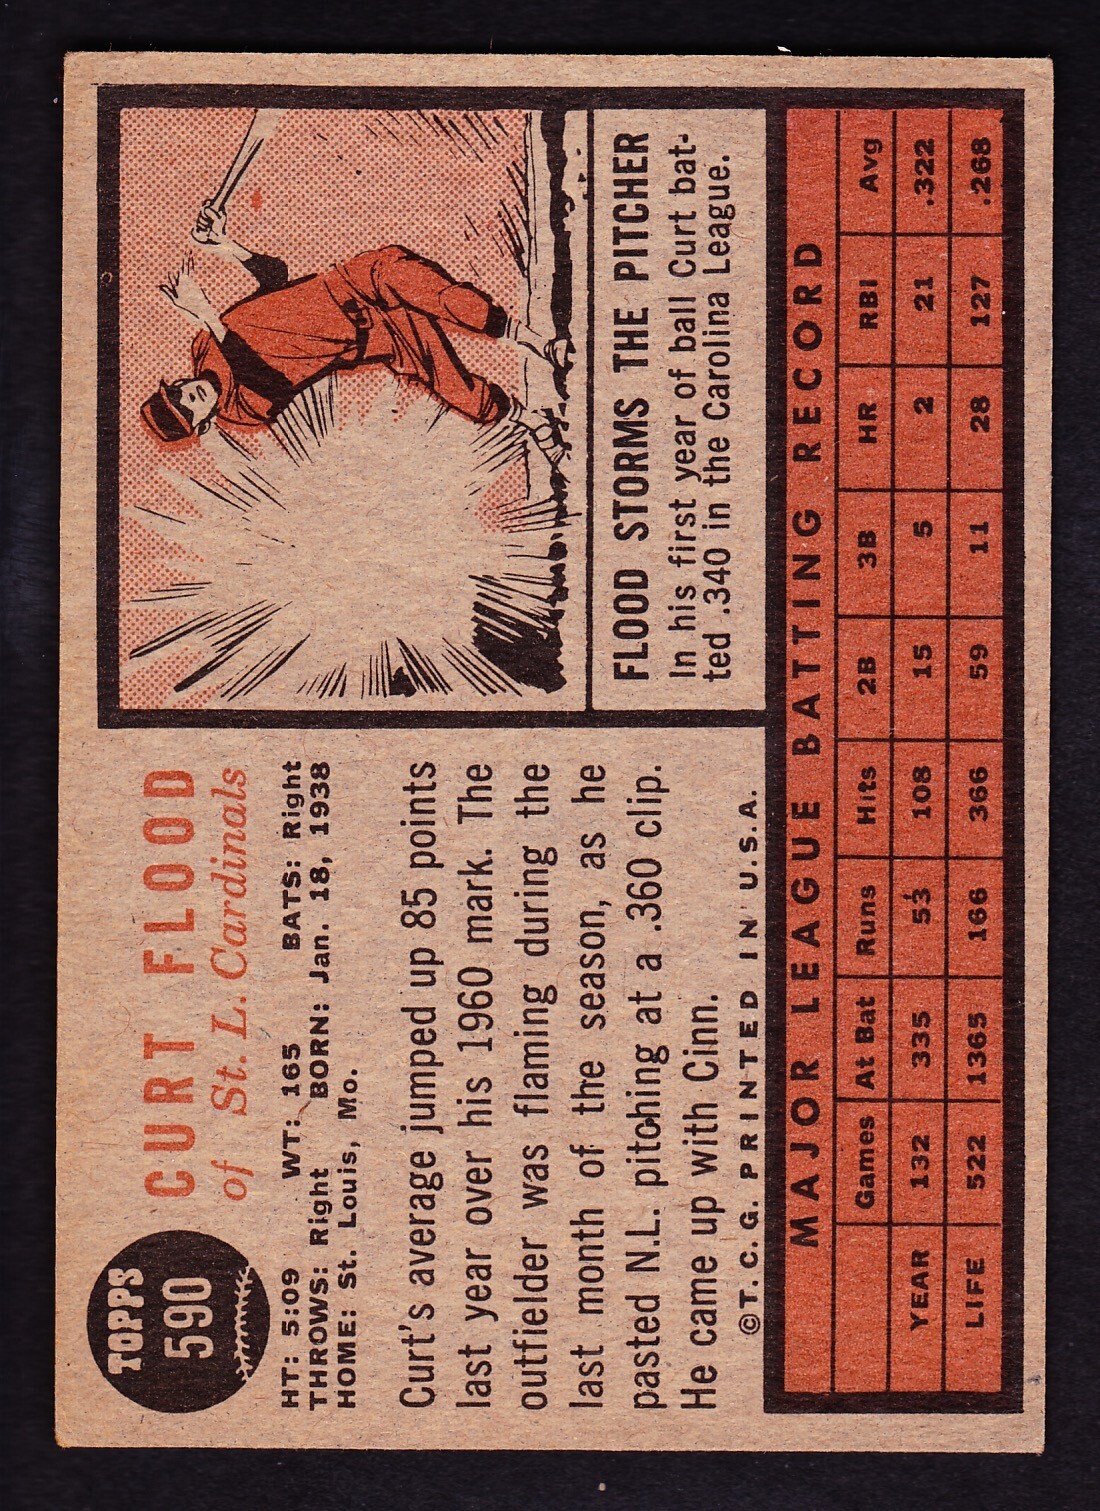 TOPPS
590
CURT FLOOD
of St. L. Cardinals
HT: 5:09 WT: 165 BATS: Right
THROWS: Right BORN: Jan. 18, 1938
HOME: St. Louis, Mo.
Curt's average jumped up 85 points
last year over his 1960 mark. The
outfielder was flaming during the
last month of the season, as he
pasted N.L. pitching at a .360 clip.
He came up with Cinn.
©T.C.G. PRINTED IN U.S.A.
FLOOD STORMS THE PITCHER
In his first year of ball Curt bat-
ted .340 in the Carolina League.
MAJOR LEAGUE BATTING RECORD
Games At Bat Runs Hits 2B 3B HR RBI Avg
YEAR 132 335 53 108 15 5 2 21 .322
LIFE 522 1365 166 366 59 11 28 127 .268